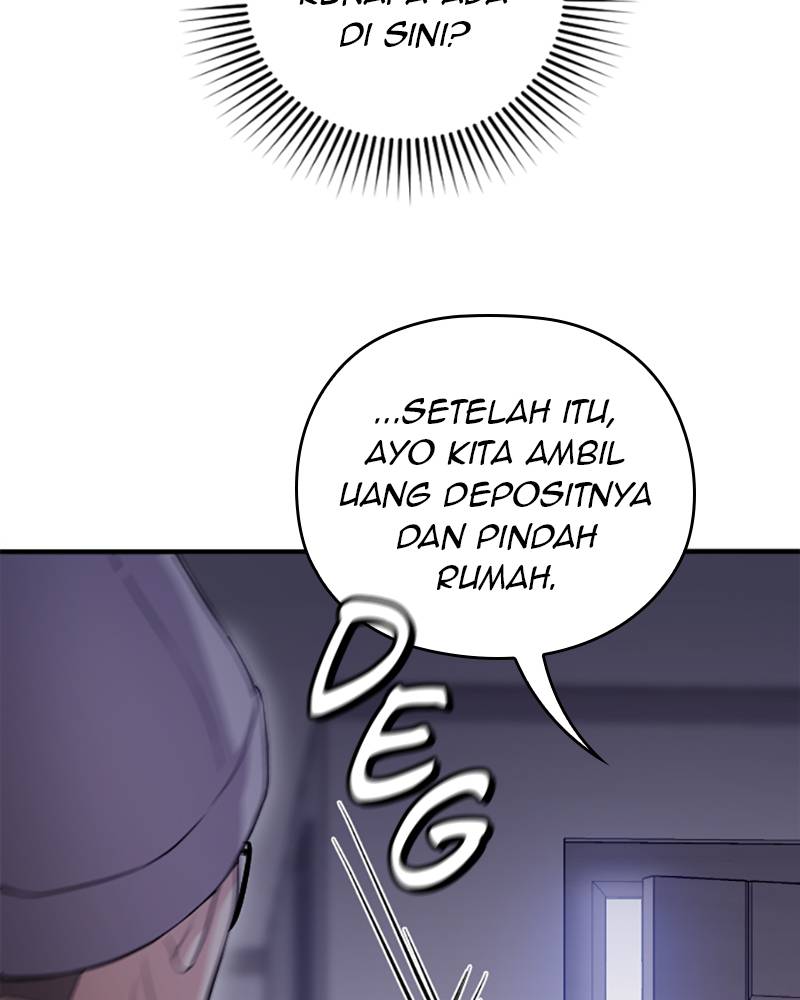 DI SINI?
...SETELAH ITU,
AYO KITA AMBIL
UANG DEPOSITNYA
DAN PINDAH
RUMAH.
DEG